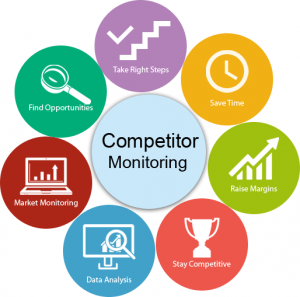 Take Right Steps
Save Time
Raise Margins
Stay Competitive
Data Analysis
Market Monitoring
Find Opportunities
Competitor
Monitoring